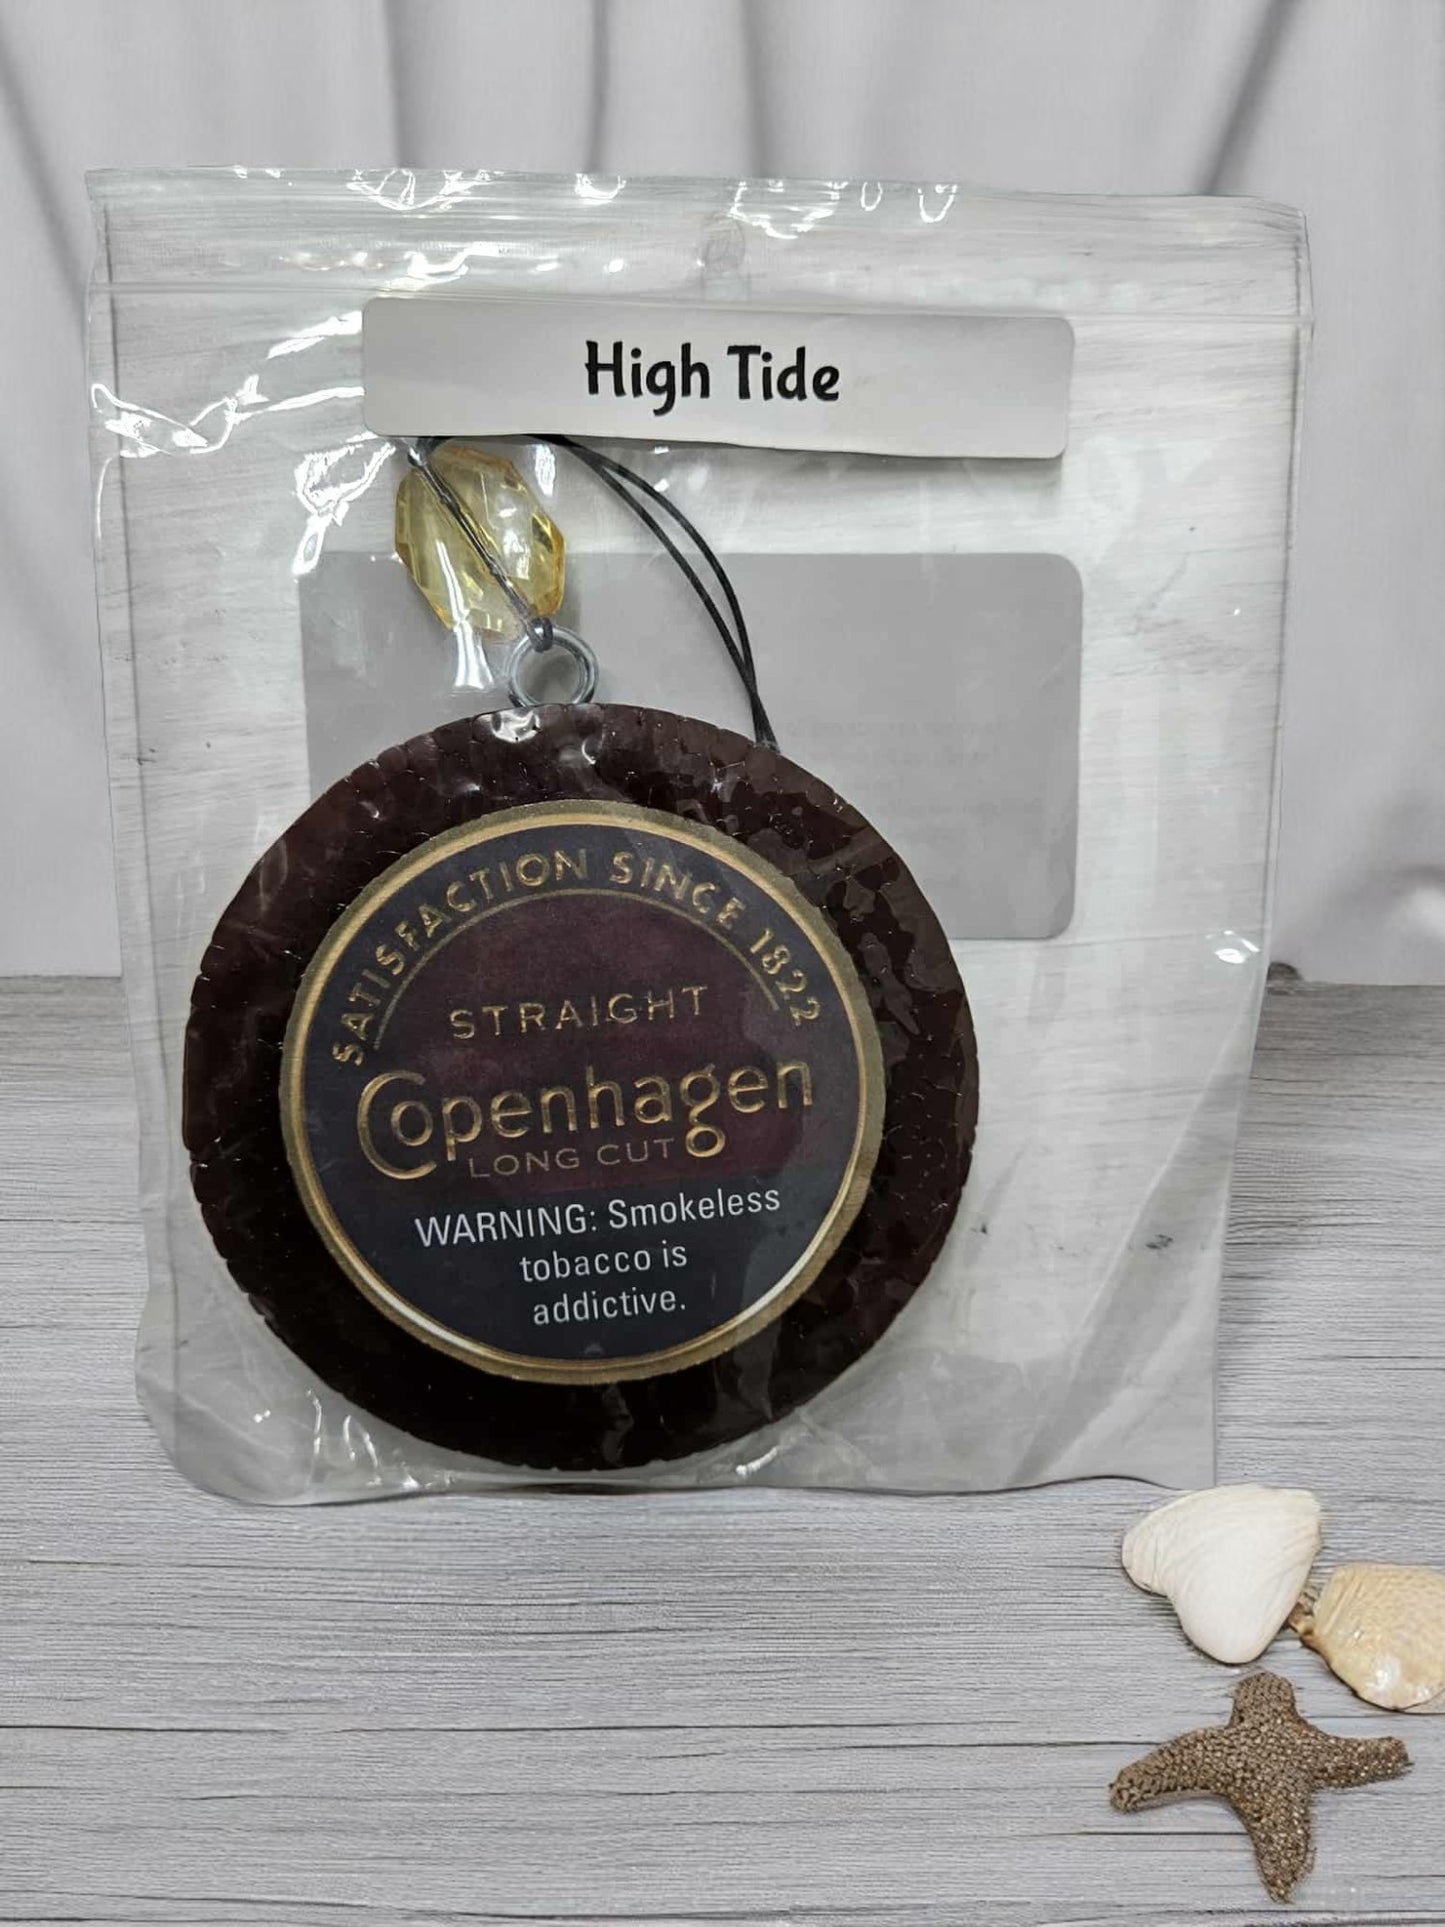 High Tide
SATISFACTION SINCE 1822
STRAIGHT
Copenhagen
LONG CUT
WARNING: Smokeless
tobacco is
addictive.